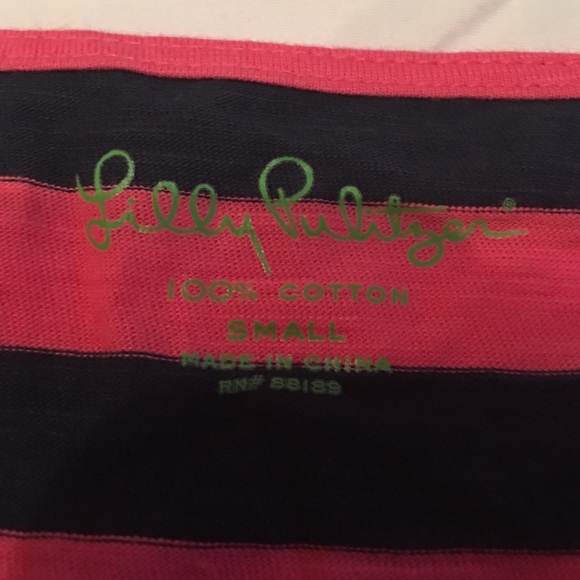 Lilly Pulitzer®
100% COTTON
SMALL
MADE IN CHINA
RN# 88189